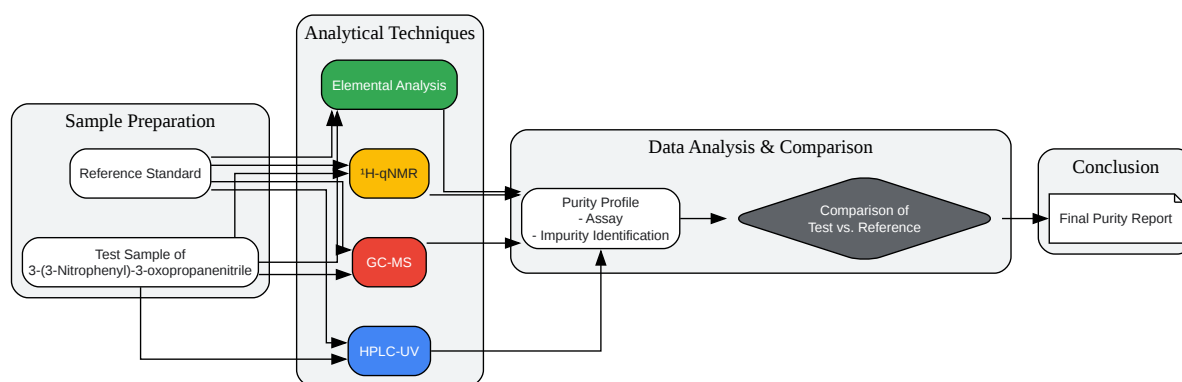 Sample Preparation
Reference Standard
Test Sample of
3-(3-Nitrophenyl)-3-oxopropanenitrile
Analytical Techniques
Elemental Analysis
¹H-qNMR
GC-MS
HPLC-UV
Data Analysis & Comparison
Purity Profile
- Assay
- Impurity Identification
Comparison of
Test vs. Reference
Conclusion
Final Purity Report